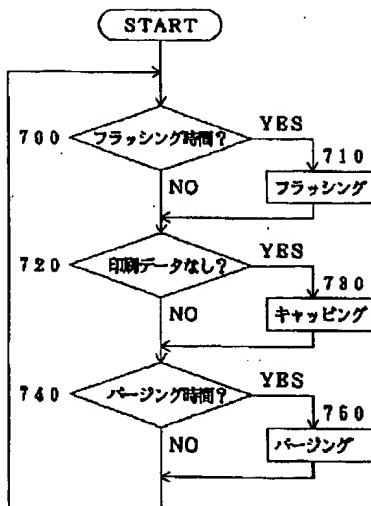 START
700
フラッシング時間?
YES
710
フラッシング
NO
720
印刷データなし?
YES
730
キャッピング
NO
740
パージング時間?
YES
750
パージング
NO